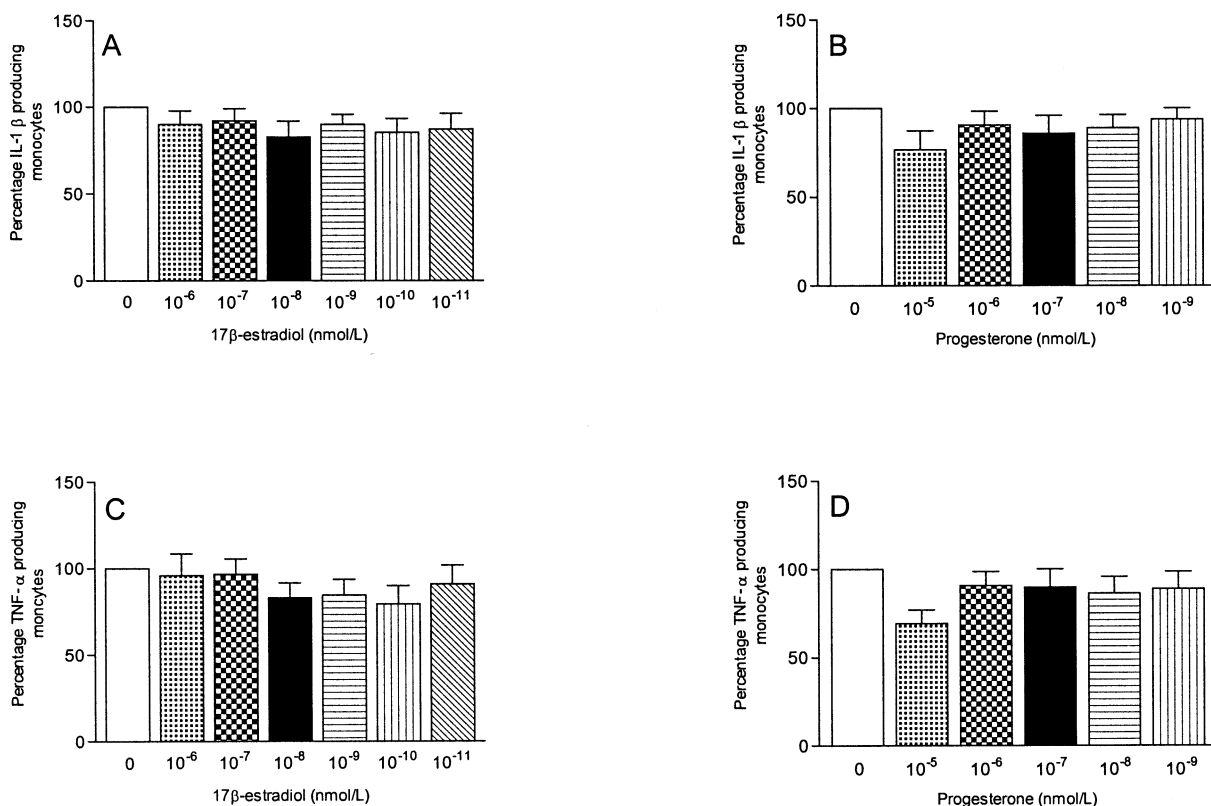 A
Percentage IL-1 β producing
monocytes
150
100
50
0
0 10⁻⁶ 10⁻⁷ 10⁻⁸ 10⁻⁹ 10⁻¹⁰ 10⁻¹¹
17β-estradiol (nmol/L)
B
Percentage IL-1 β producing
monocytes
150
100
50
0
0 10⁻⁵ 10⁻⁶ 10⁻⁷ 10⁻⁸ 10⁻⁹
Progesterone (nmol/L)
C
Percentage TNF-α producing
moncytes
150
100
50
0
0 10⁻⁶ 10⁻⁷ 10⁻⁸ 10⁻⁹ 10⁻¹⁰ 10⁻¹¹
17β-estradiol (nmol/L)
D
Percentage TNF-α producing
monocytes
150
100
50
0
0 10⁻⁵ 10⁻⁶ 10⁻⁷ 10⁻⁸ 10⁻⁹
Progesterone (nmol/L)